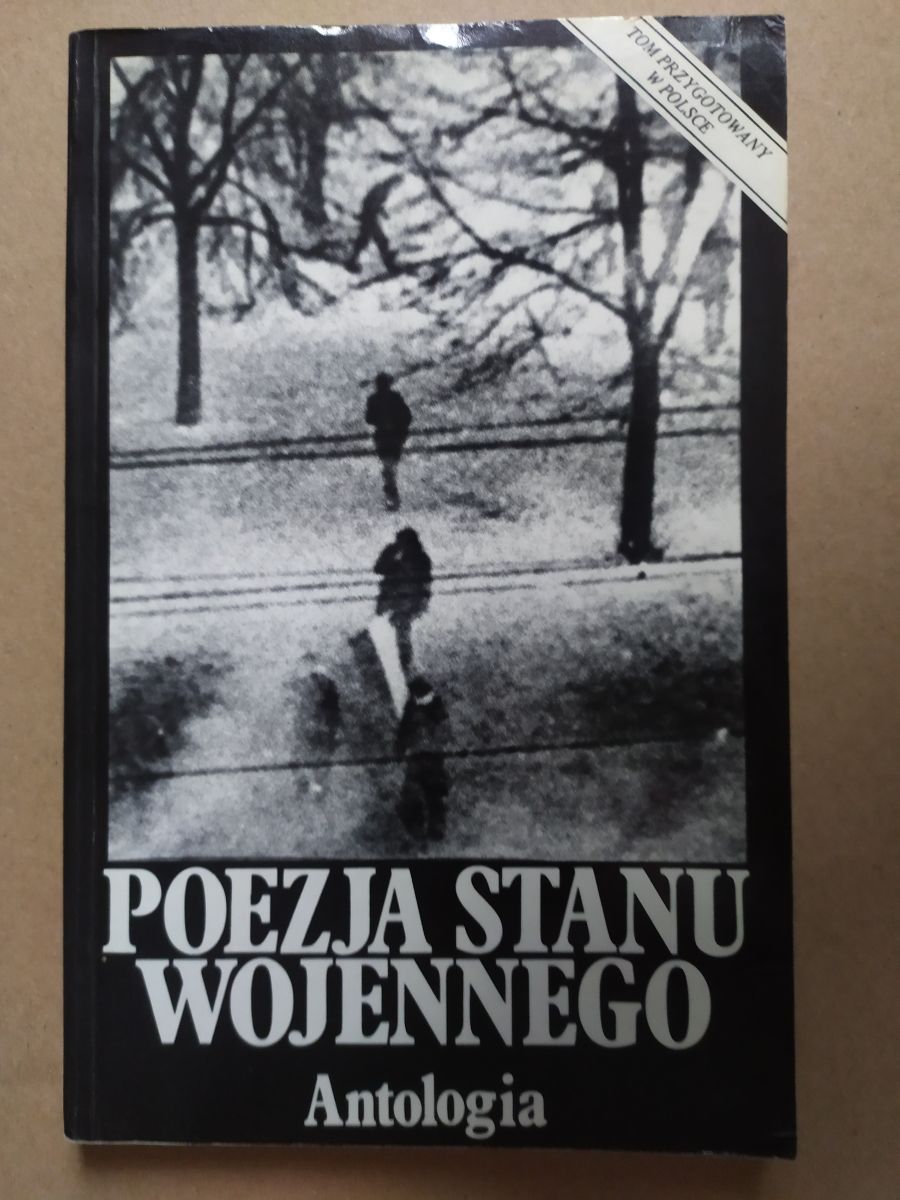 TOM PRZYGOTOWANY
W POLSCE
POEZJA STANU
WOJENNEGO
Antologia